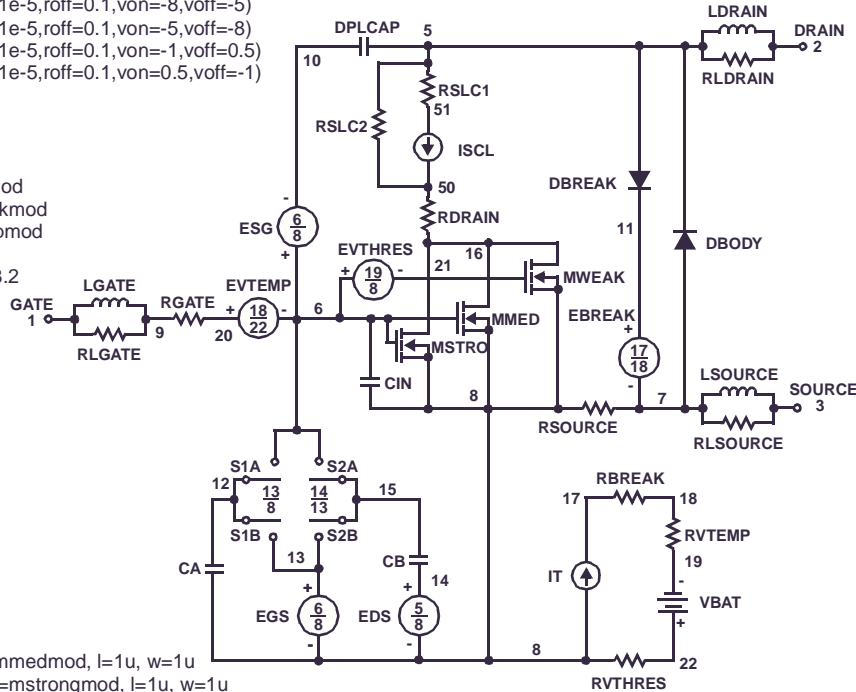 1e-5,roff=0.1,von=-8,voff=-5)
1e-5,roff=0.1,von=-5,voff=-8)
1e-5,roff=0.1,von=-1,voff=0.5)
1e-5,roff=0.1,von=0.5,voff=-1)
LDRAIN
DPLCAP 5 DRAIN
10 2
RLDRAIN
RSLC1
51
RSLC2
ISCL
od
kmod
omod
50
DBREAK
RDRAIN
ESG 6 8
- +
11
DBODY
EVTHRES 16
+ 19 8 - 21
MWEAK
LGATE EVTEMP
GATE RGATE + 18 22 - 6
1 9 20
RLGATE
MMED
EBREAK +
17 18
-
MSTRO
CIN
8 7
LSOURCE
SOURCE
3
RSOURCE
RLSOURCE
S1A S2A
12 13 8 14 13 15
S1B S2B
13
CA CB
+ + 14
EGS 6 8 EDS 5 8
- -
RBREAK
17 18
RVTEMP
19
IT -
VBAT
+
8 22
RVTHRES
mmedmod, l=1u, w=1u
=mstrongmod, l=1u, w=1u